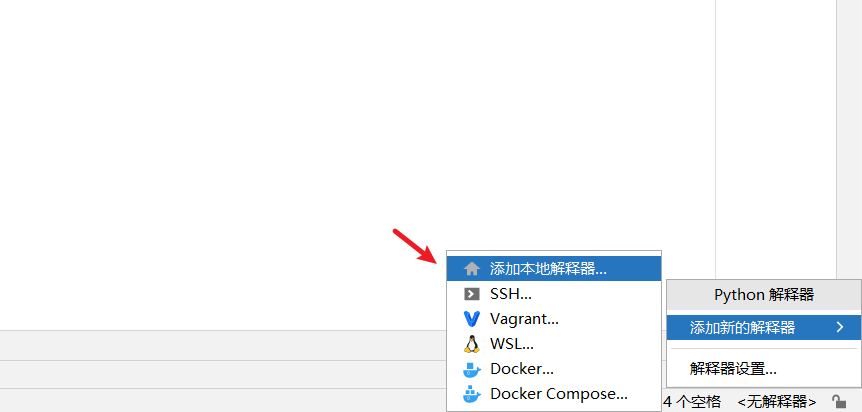 添加本地解释器...
SSH...
Vagrant...
WSL...
Docker...
Docker Compose...
Python 解释器
添加新的解释器
解释器设置...
4 个空格 <无解释器>